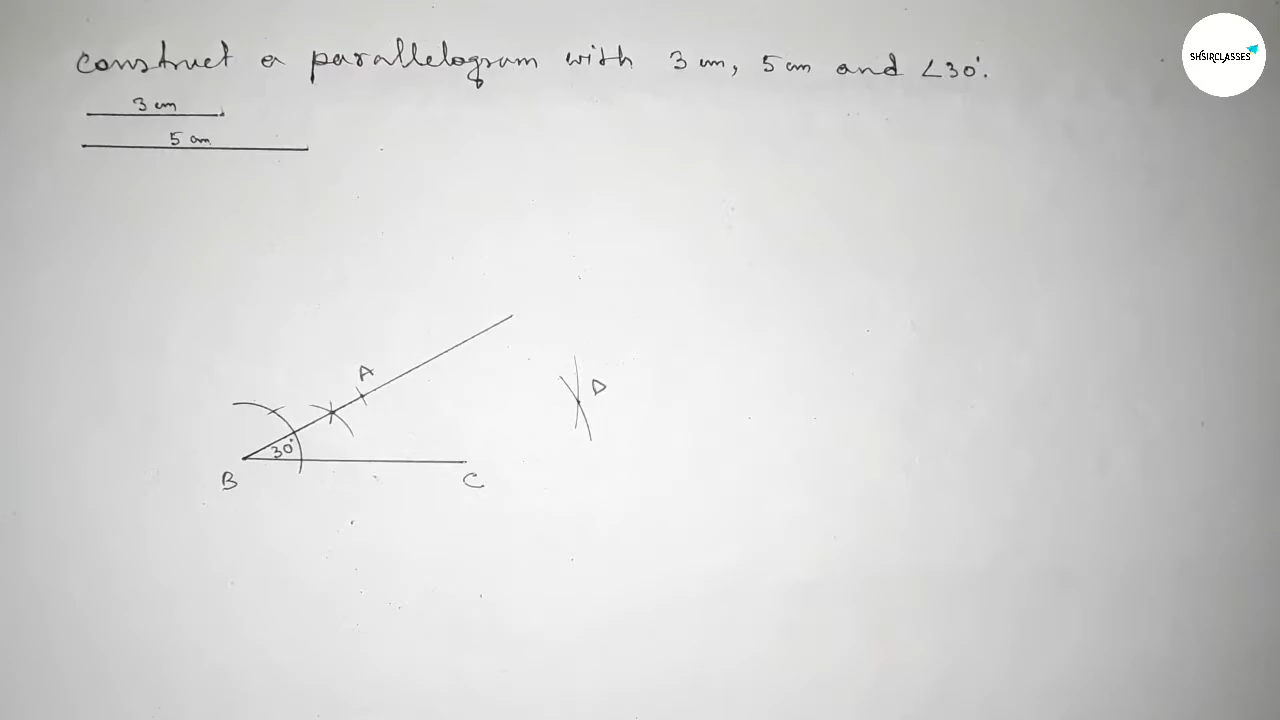 construct a parallelogram with 3 cm, 5 cm and ∠30°.
SHSIRCLASSES
3 cm
5 cm
A
D
30°
B
C